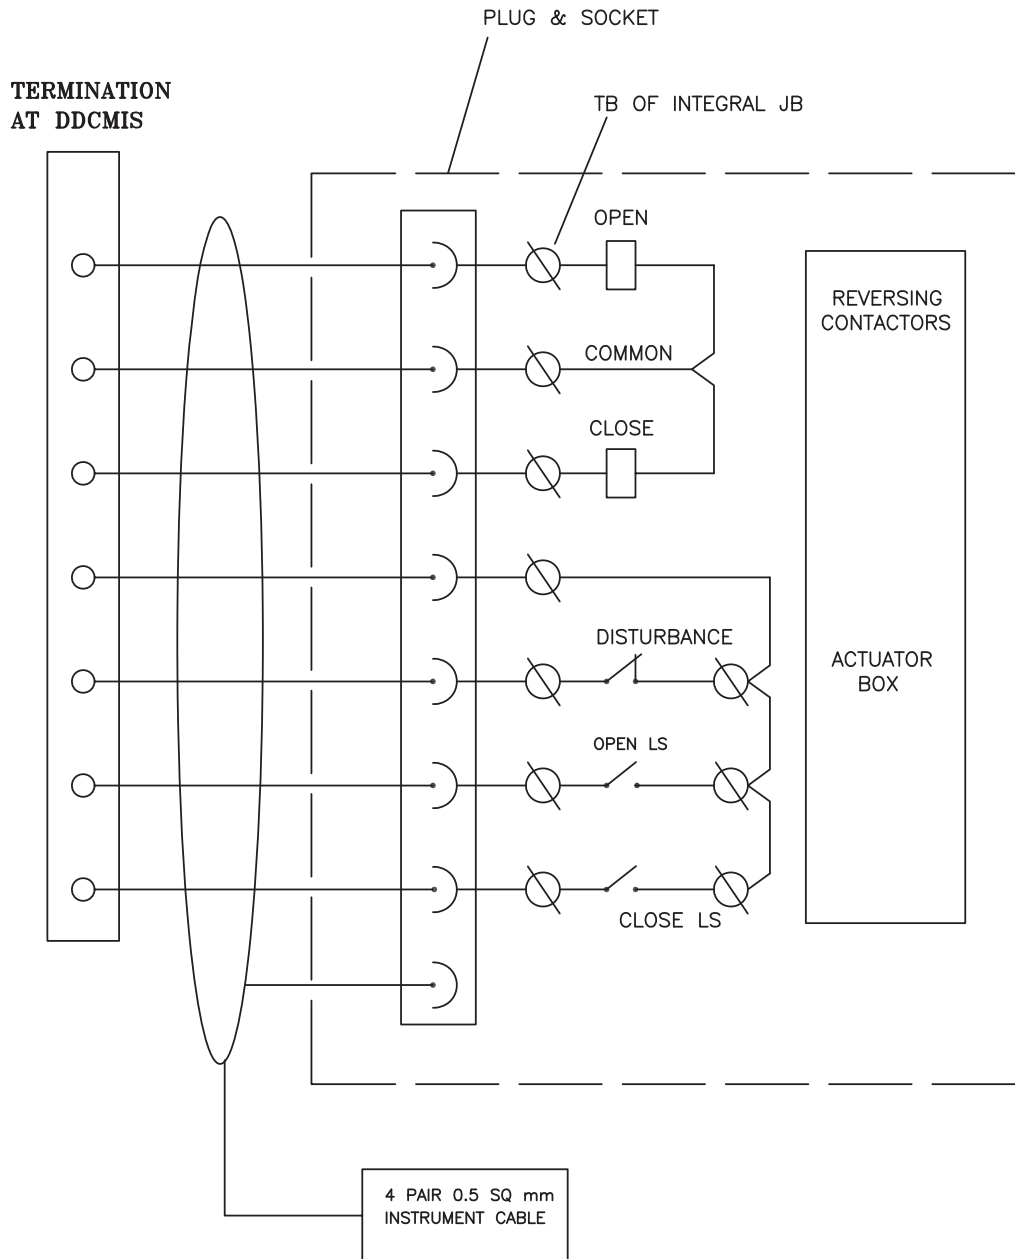 PLUG & SOCKET
TERMINATION
AT DDCMIS
TB OF INTEGRAL JB
OPEN
REVERSING
CONTACTORS
COMMON
CLOSE
DISTURBANCE
ACTUATOR
BOX
OPEN LS
CLOSE LS
4 PAIR 0.5 SQ mm
INSTRUMENT CABLE